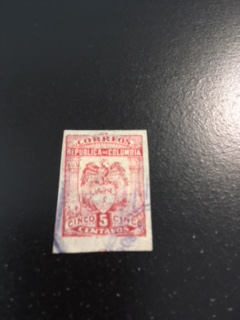 CORREOS
REPUBLICA DE COLOMBIA
CINCO 5 CINCO
CENTAVOS